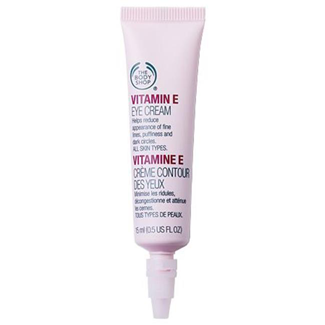 THE
BODY
SHOP
VITAMIN E
EYE CREAM
Helps reduce
appearance of fine
lines, puffiness and
dark circles.
ALL SKIN TYPES.
VITAMINE E
CRÈME CONTOUR
DES YEUX
Minimise les ridules,
décongestionne et atténue
les cernes.
TOUS TYPES DE PEAUX.
15 ml (0.5 US FL OZ)